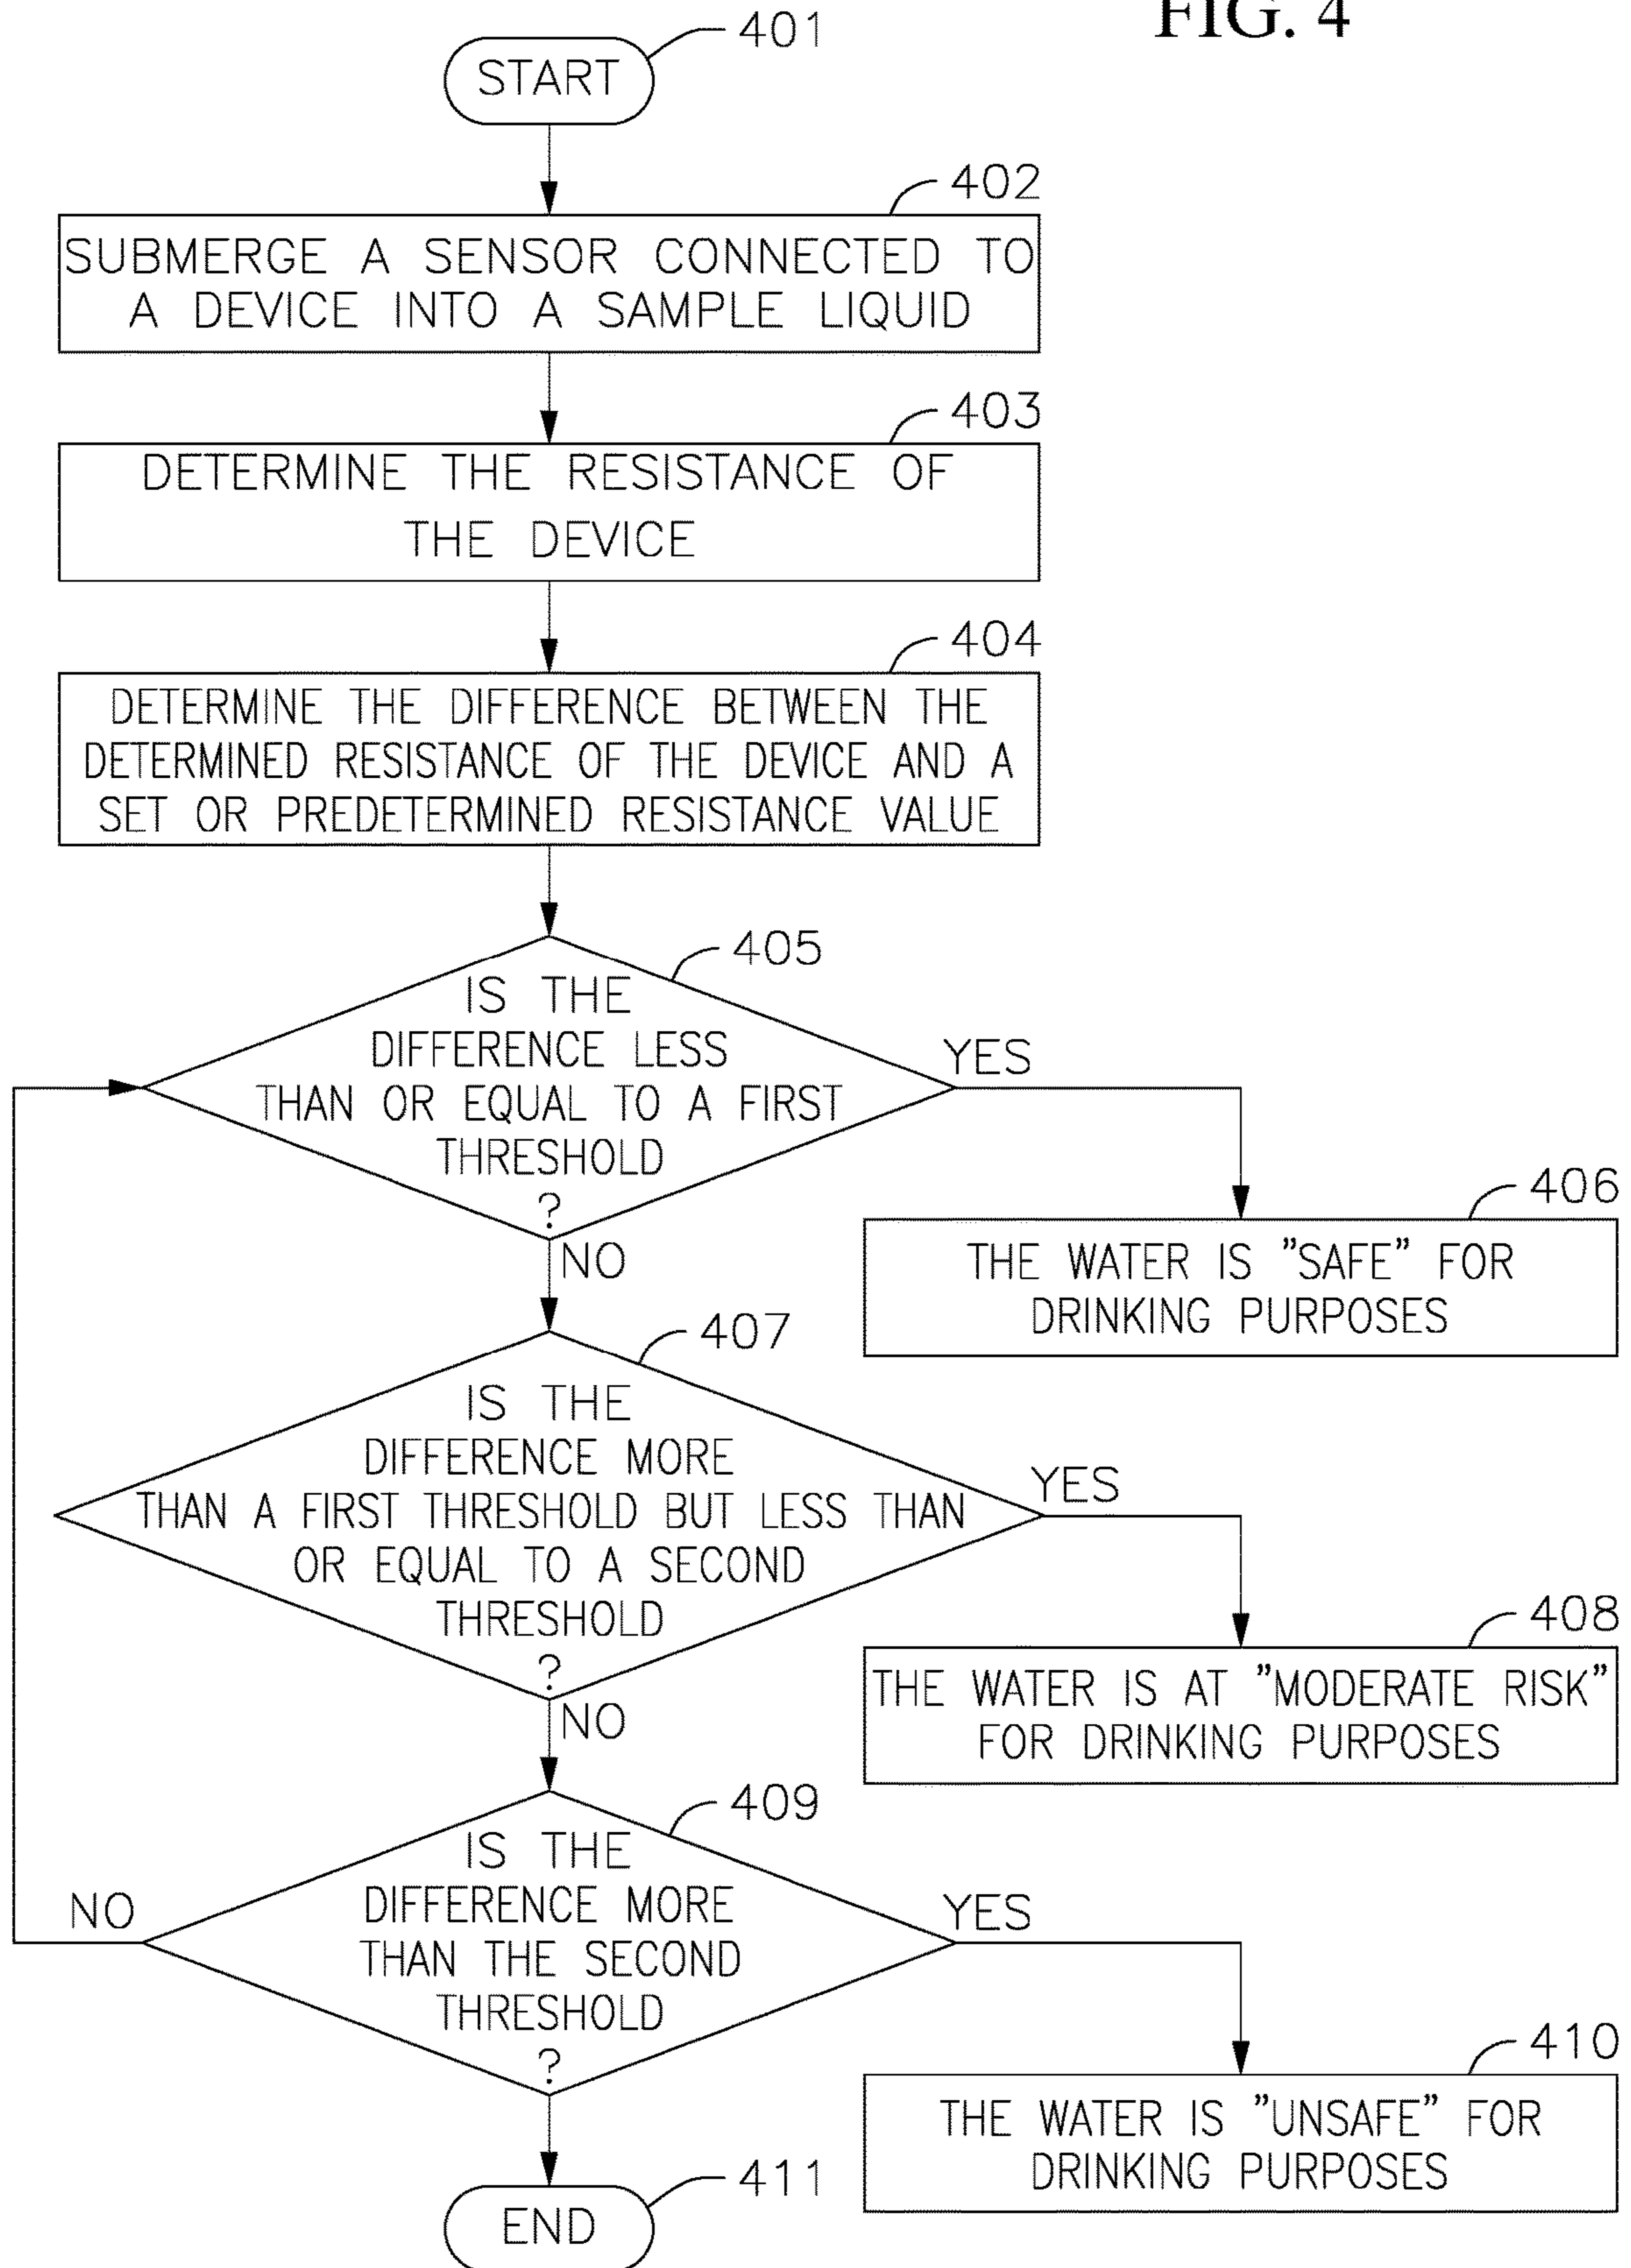 FIG. 4
401
START
402
SUBMERGE A SENSOR CONNECTED TO
A DEVICE INTO A SAMPLE LIQUID
403
DETERMINE THE RESISTANCE OF
THE DEVICE
404
DETERMINE THE DIFFERENCE BETWEEN THE
DETERMINED RESISTANCE OF THE DEVICE AND A
SET OR PREDETERMINED RESISTANCE VALUE
405
IS THE
DIFFERENCE LESS
THAN OR EQUAL TO A FIRST
THRESHOLD
?
YES
NO
406
THE WATER IS "SAFE" FOR
DRINKING PURPOSES
407
IS THE
DIFFERENCE MORE
THAN A FIRST THRESHOLD BUT LESS THAN
OR EQUAL TO A SECOND
THRESHOLD
?
YES
NO
408
THE WATER IS AT "MODERATE RISK"
FOR DRINKING PURPOSES
409
IS THE
DIFFERENCE MORE
THAN THE SECOND
THRESHOLD
?
NO
YES
410
THE WATER IS "UNSAFE" FOR
DRINKING PURPOSES
411
END